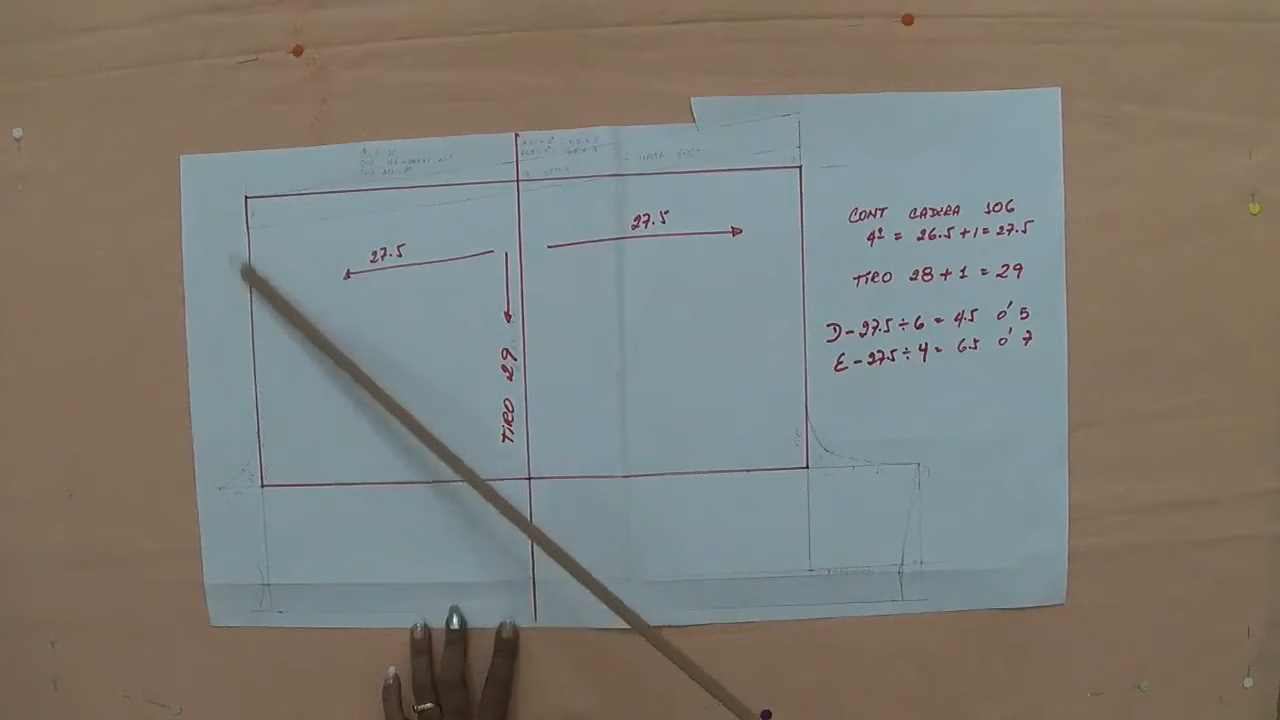 27.5
27.5
TIRO 29
CONT CADERA 106
4ª = 26.5 + 1 = 27.5
TIRO 28 + 1 = 29
D - 27.5 ÷ 6 = 4.5 ó 5
E - 27.5 ÷ 4 = 6.5 ó 7